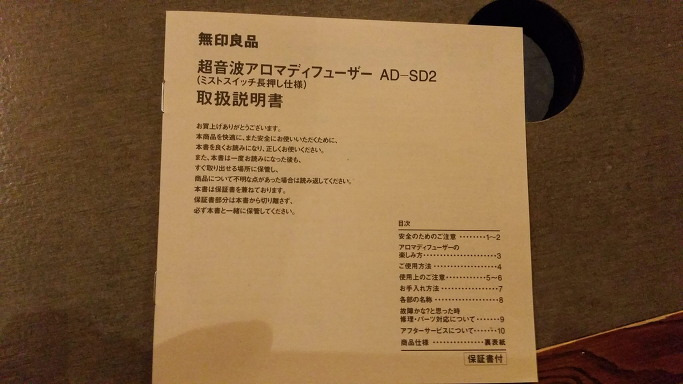 無印良品
超音波アロマディフューザー AD-SD2
(ミストスイッチ長押し仕様)
取扱説明書
お買上げありがとうございます。
本商品を快適に、また安全にお使いいただくために、
本書を良くお読みになり、正しくお使いください。
また、本書は一度お読みになった後も、
すぐ取り出せる場所に保管し、
商品について不明な点があった場合は読み返してください。
本書は保証書を兼ねております。
保証書部分は本書から切り離さず、
必ず本書と一緒に保管してください。
目次
安全のためのご注意 ………1~2
アロマディフューザーの
楽しみ方………………3
ご使用方法 ………………4
使用上のご注意…………5~6
お手入れ方法 ……………7
各部の名称 ………………8
故障かな?と思った時
修理・パーツ対応について ……9
アフターサービスについて……10
商品仕様 ……………裏表紙
保証書付